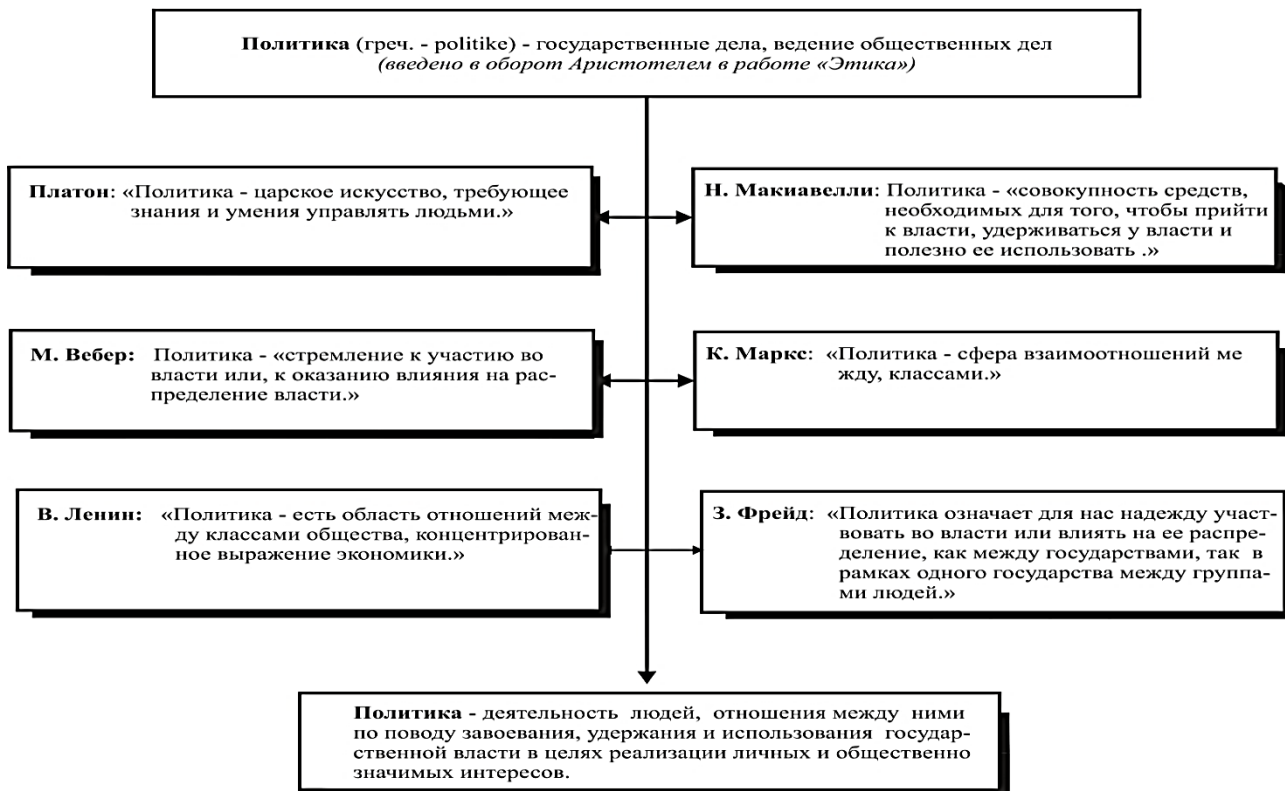 Политика (греч. - politike) - государственные дела, ведение общественных дел
(введено в оборот Аристотелем в работе «Этика»)
Платон: «Политика - царское искусство, требующее
знания и умения управлять людьми.»
Н. Макиавелли: Политика - «совокупность средств,
необходимых для того, чтобы прийти
к власти, удерживаться у власти и
полезно ее использовать .»
М. Вебер: Политика - «стремление к участию во
власти или, к оказанию влияния на рас-
пределение власти.»
К. Маркс: «Политика - сфера взаимоотношений ме
жду, классами.»
В. Ленин: «Политика - есть область отношений меж-
ду классами общества, концентрирован-
ное выражение экономики.»
З. Фрейд: «Политика означает для нас надежду участ-
вовать во власти или влиять на ее распре-
деление, как между государствами, так в
рамках одного государства между группа-
ми людей.»
Политика - деятельность людей, отношения между ними
по поводу завоевания, удержания и использования государ-
ственной власти в целях реализации личных и общественно
значимых интересов.